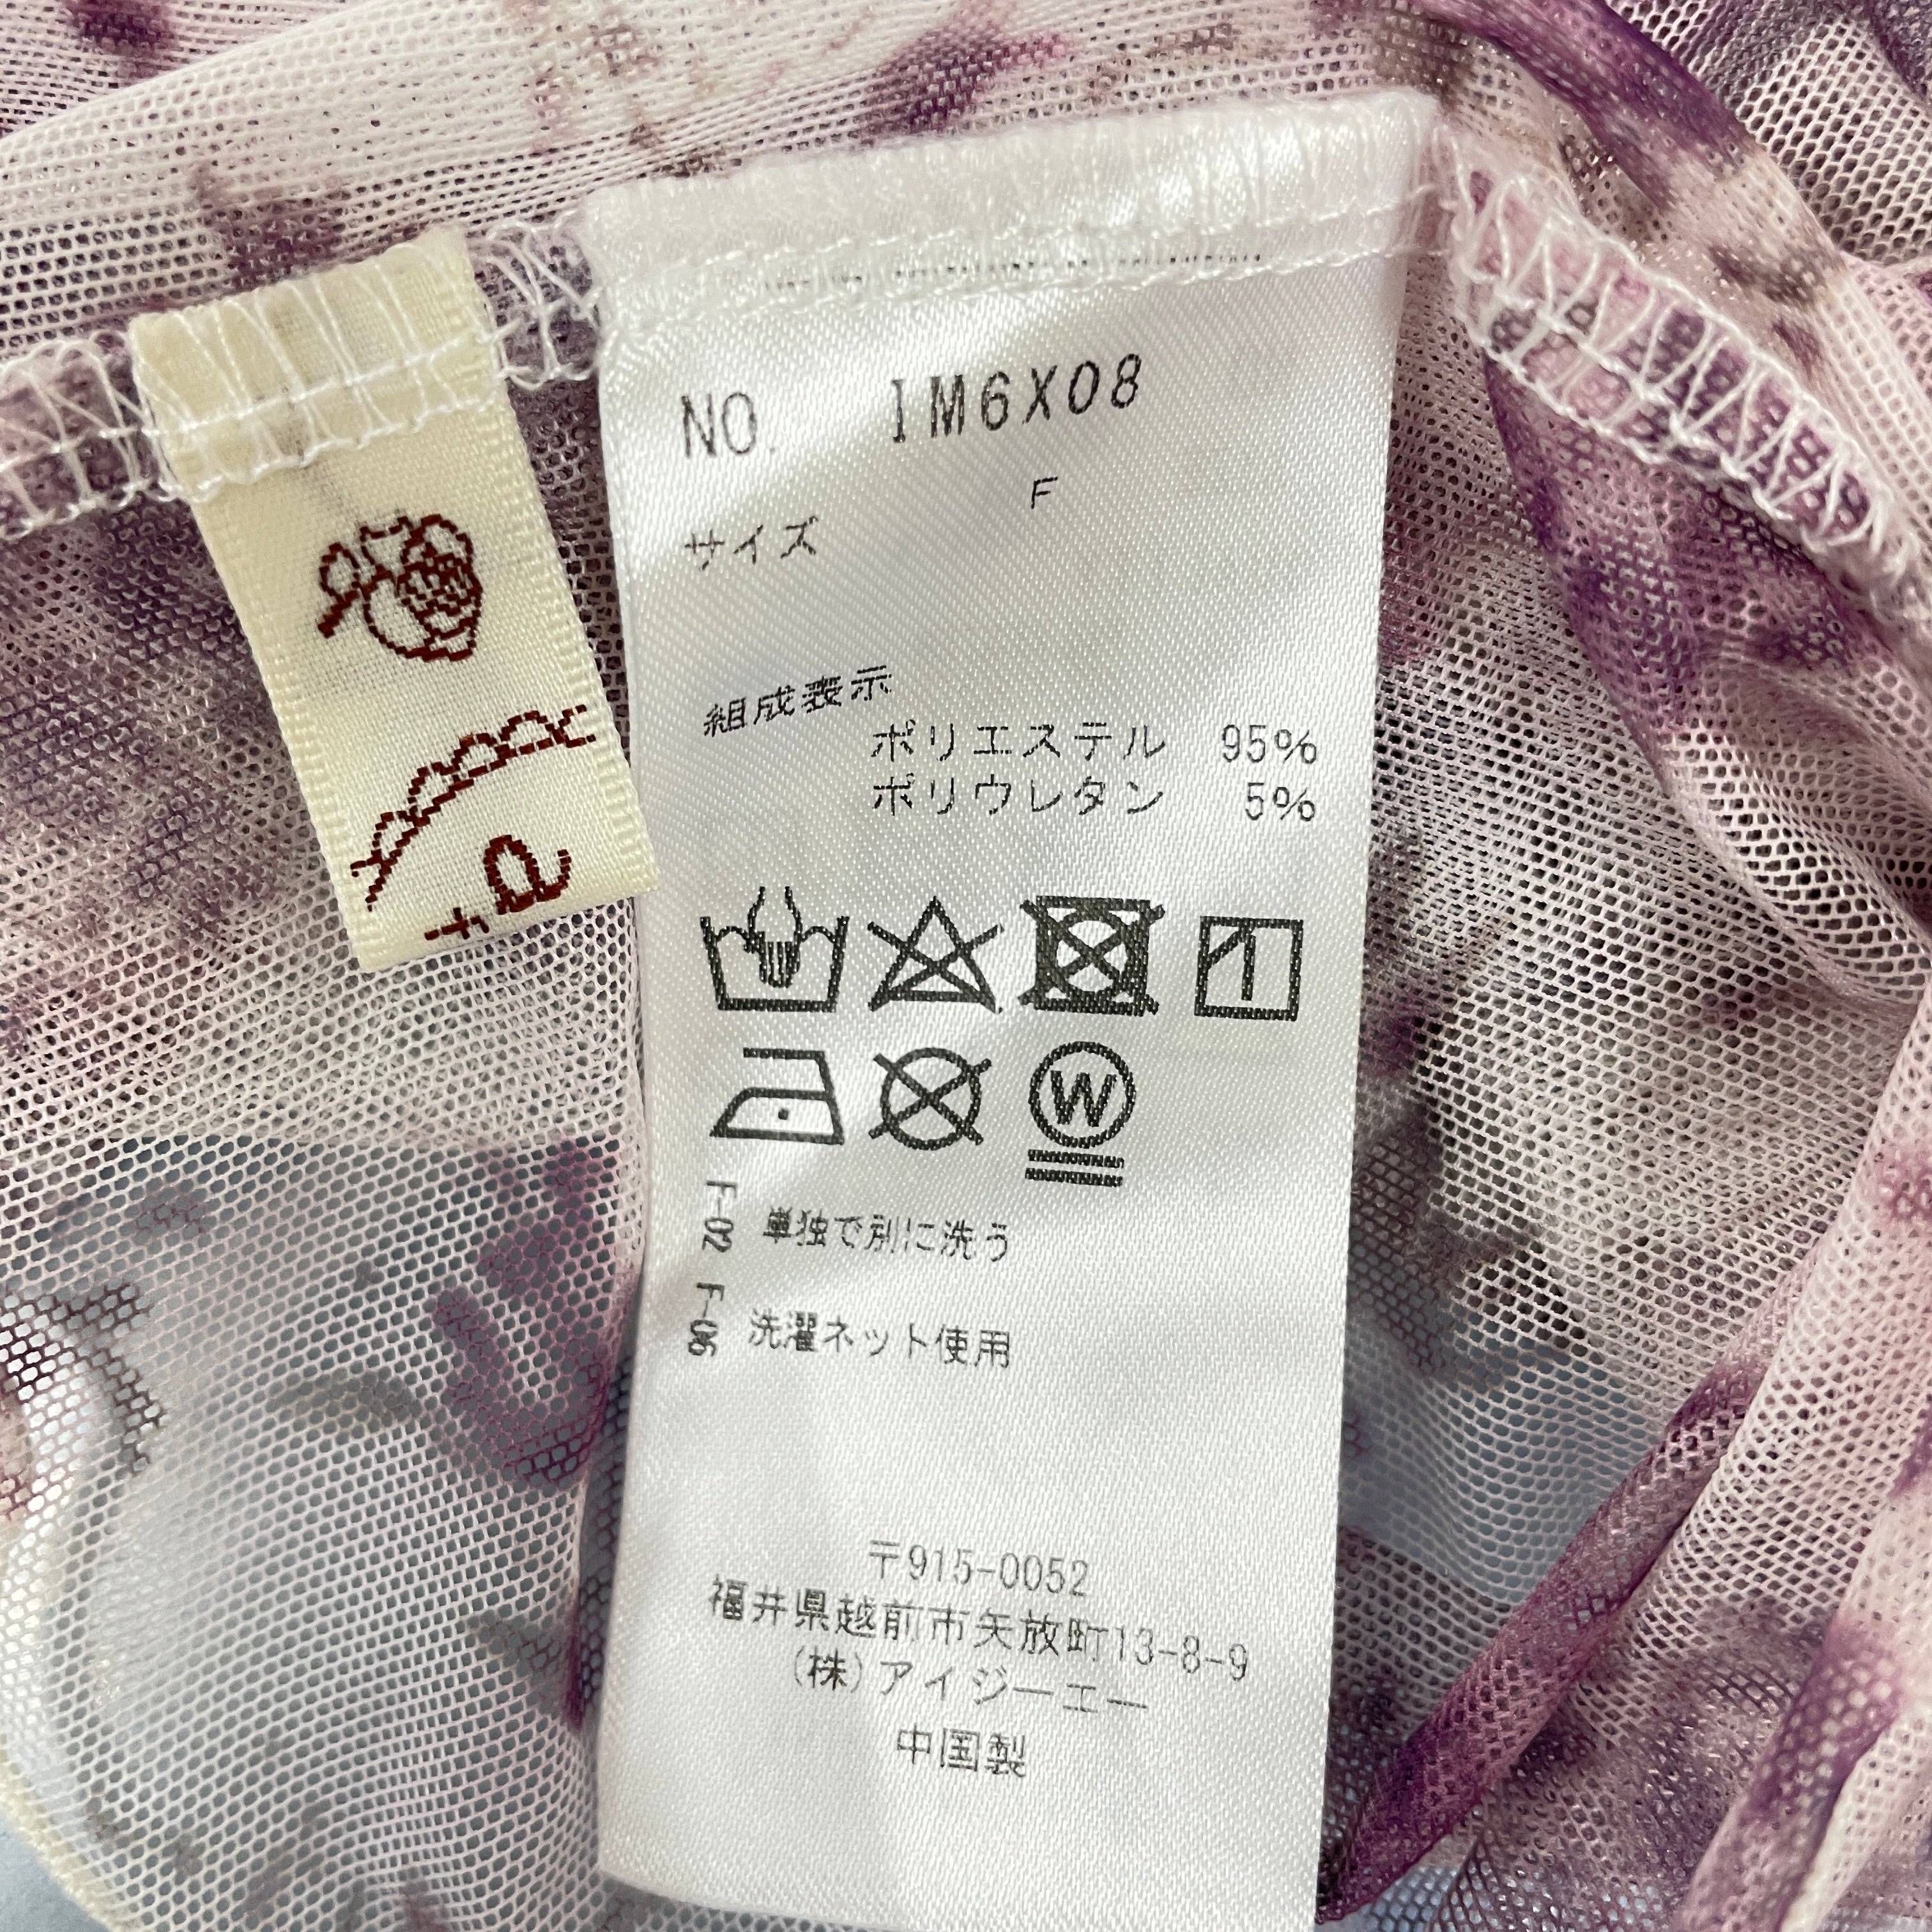 NO. IM6X08
サイズ F
組成表示
ポリエステル 95%
ポリウレタン 5%
W
F-02 単独で別に洗う
F-06 洗濯ネット使用
〒915-0052
福井県越前市矢放町13-8-9
(株)アイジーエー
中国製